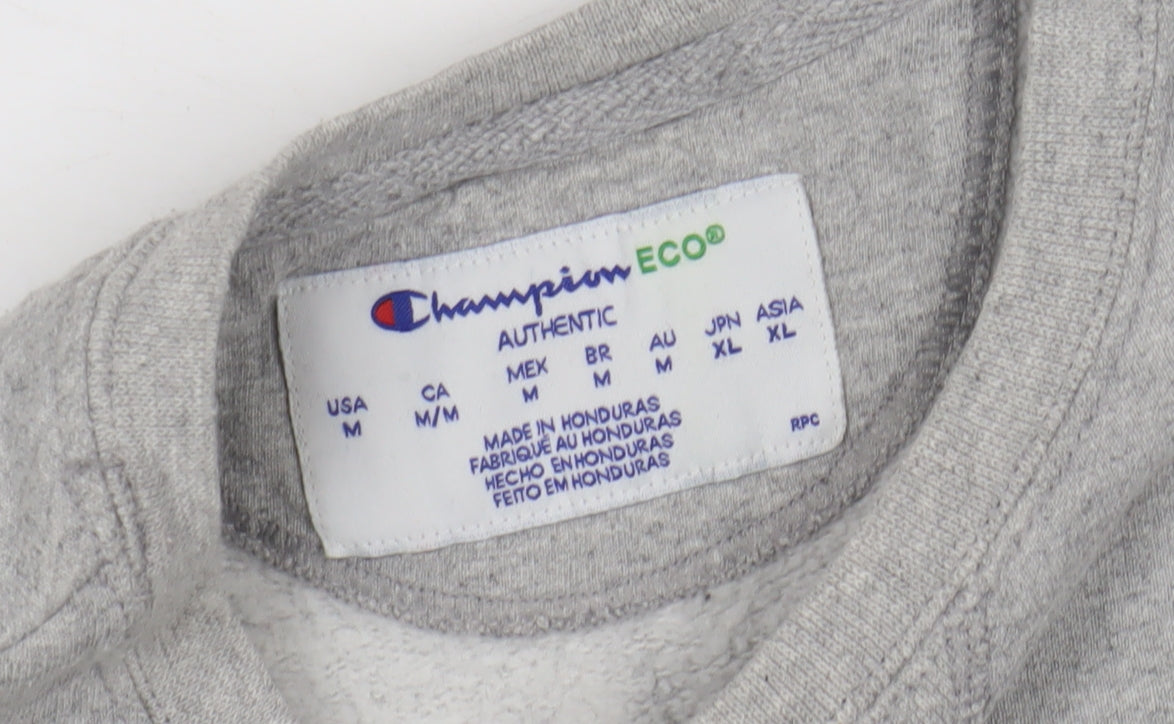 Champion ECO®
AUTHENTIC
USA CA MEX BR AU JPN ASIA
M M/M M M M XL XL
MADE IN HONDURAS
FABRIQUÉ AU HONDURAS
HECHO EN HONDURAS
FEITO EM HONDURAS
RPC